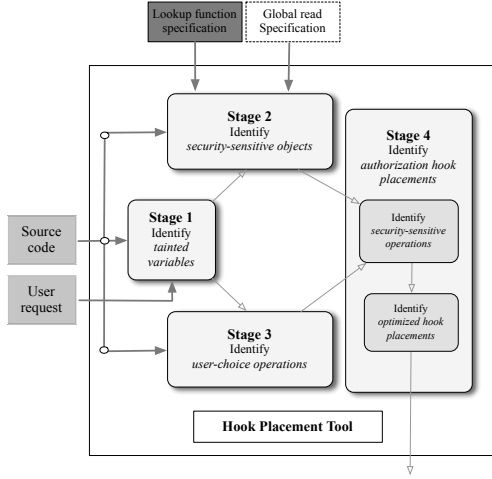 Lookup function
specification
Global read
Specification
Stage 2
Identify
security-sensitive objects
Stage 4
Identify
authorization hook
placements
Stage 1
Identify
tainted
variables
Source
code
User
request
Identify
security-sensitive
operations
Identify
optimized hook
placements
Stage 3
Identify
user-choice operations
Hook Placement Tool